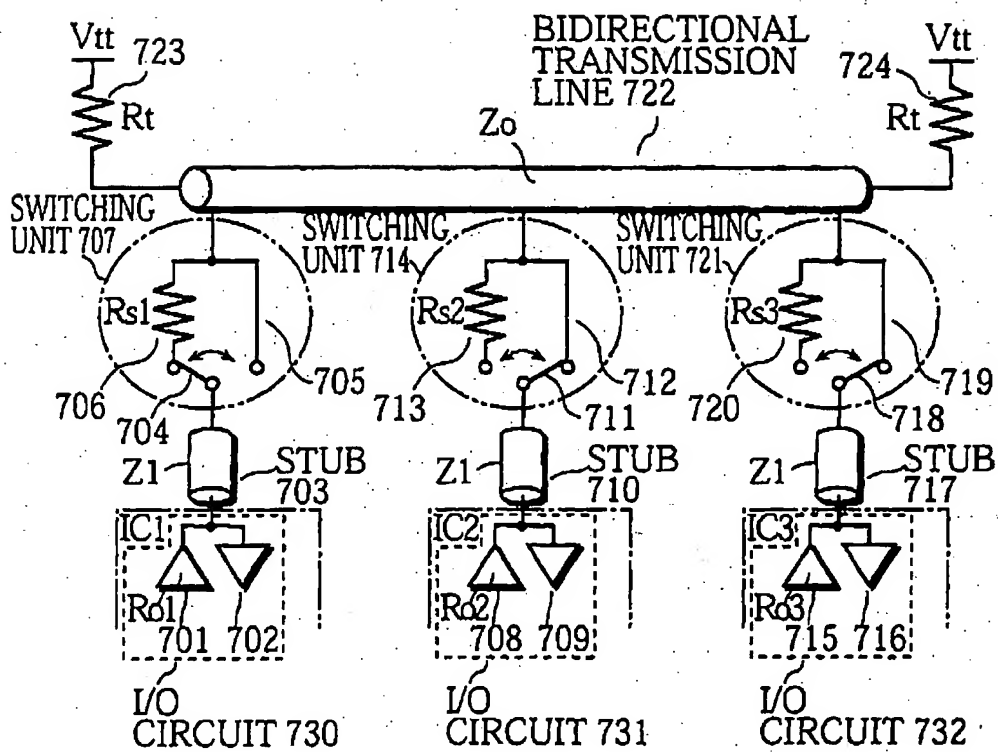 Vtt
723
Rt
BIDIRECTIONAL
TRANSMISSION
LINE 722
Vtt
724
Rt
Zo
SWITCHING
UNIT 707
SWITCHING
UNIT 714
SWITCHING
UNIT 721
Rs1
Rs2
Rs3
705
712
719
706
704
713
711
720
718
Z1
STUB
703
Z1
STUB
710
Z1
STUB
717
IC1
IC2
IC3
Ro1
701
702
Ro2
708
709
Ro3
715
716
I/O
CIRCUIT 730
I/O
CIRCUIT 731
I/O
CIRCUIT 732